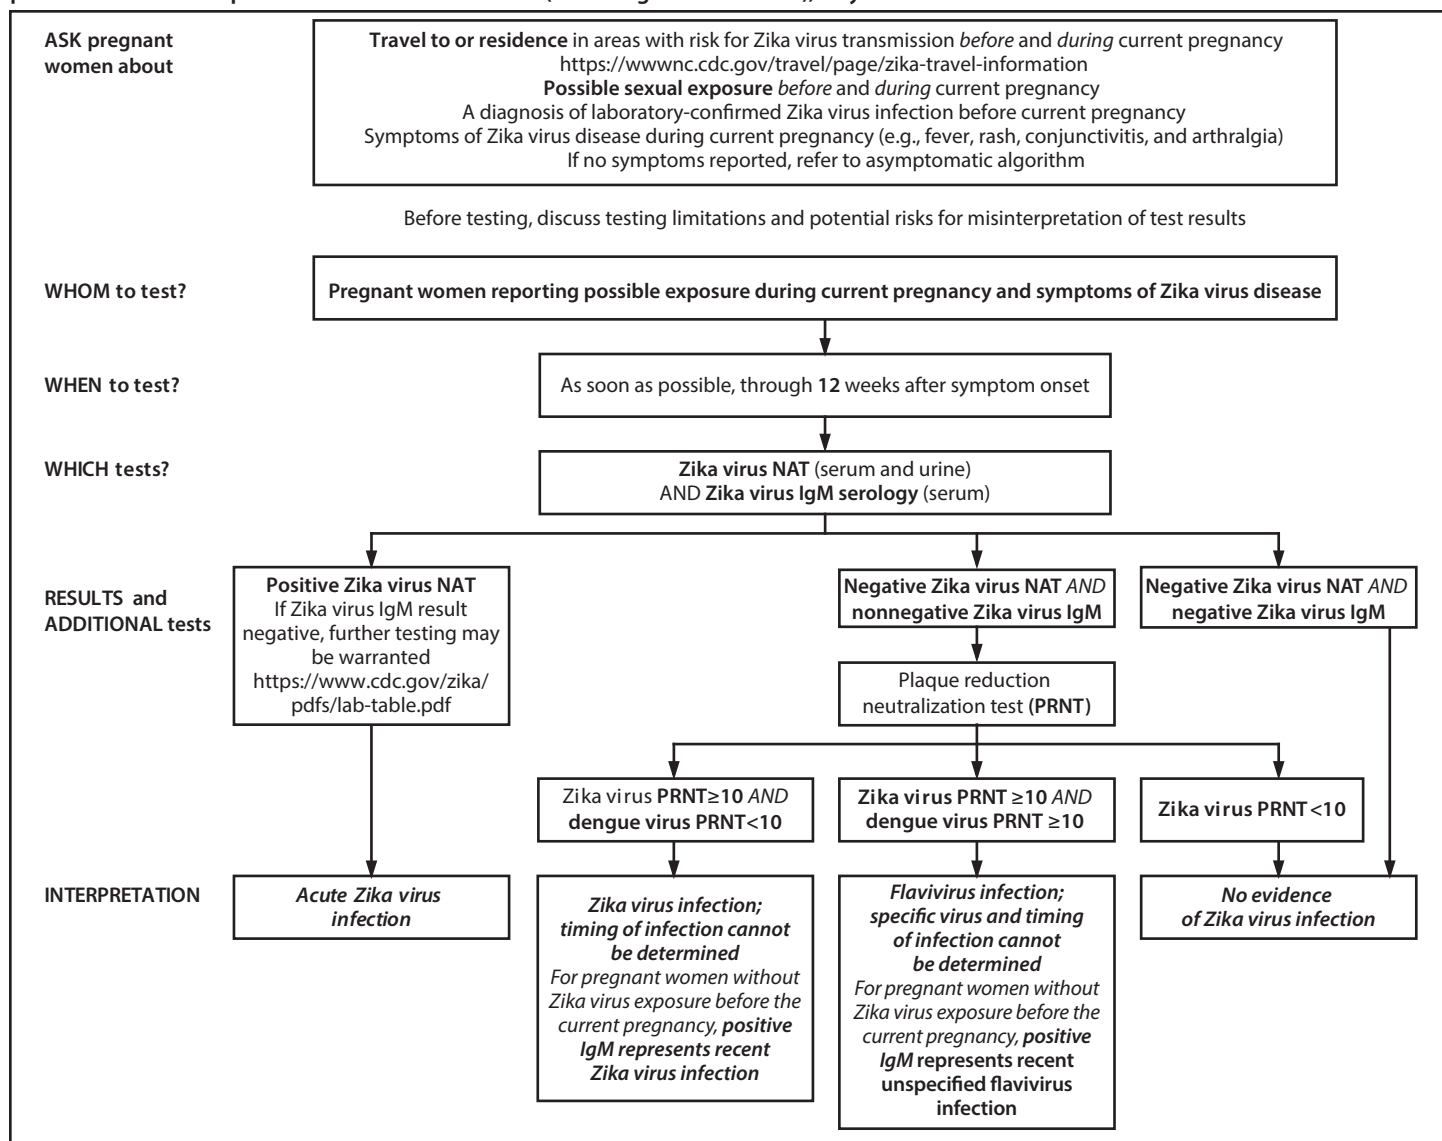 ASK pregnant
women about
Travel to or residence in areas with risk for Zika virus transmission before and during current pregnancy
https://wwwnc.cdc.gov/travel/page/zika-travel-information
Possible sexual exposure before and during current pregnancy
A diagnosis of laboratory-confirmed Zika virus infection before current pregnancy
Symptoms of Zika virus disease during current pregnancy (e.g., fever, rash, conjunctivitis, and arthralgia)
If no symptoms reported, refer to asymptomatic algorithm
Before testing, discuss testing limitations and potential risks for misinterpretation of test results
WHOM to test?
Pregnant women reporting possible exposure during current pregnancy and symptoms of Zika virus disease
WHEN to test?
As soon as possible, through 12 weeks after symptom onset
WHICH tests?
Zika virus NAT (serum and urine)
AND Zika virus IgM serology (serum)
RESULTS and
ADDITIONAL tests
Positive Zika virus NAT
If Zika virus IgM result
negative, further testing may
be warranted
https://www.cdc.gov/zika/
pdfs/lab-table.pdf
Negative Zika virus NAT AND
nonnegative Zika virus IgM
Negative Zika virus NAT AND
negative Zika virus IgM
Plaque reduction
neutralization test (PRNT)
Zika virus PRNT≥10 AND
dengue virus PRNT<10
Zika virus PRNT ≥10 AND
dengue virus PRNT ≥10
Zika virus PRNT<10
INTERPRETATION
Acute Zika virus
infection
Zika virus infection;
timing of infection cannot
be determined
For pregnant women without
Zika virus exposure before the
current pregnancy, positive
IgM represents recent
Zika virus infection
Flavivirus infection;
specific virus and timing
of infection cannot
be determined
For pregnant women without
Zika virus exposure before the
current pregnancy, positive
IgM represents recent
unspecified flavivirus
infection
No evidence
of Zika virus infection